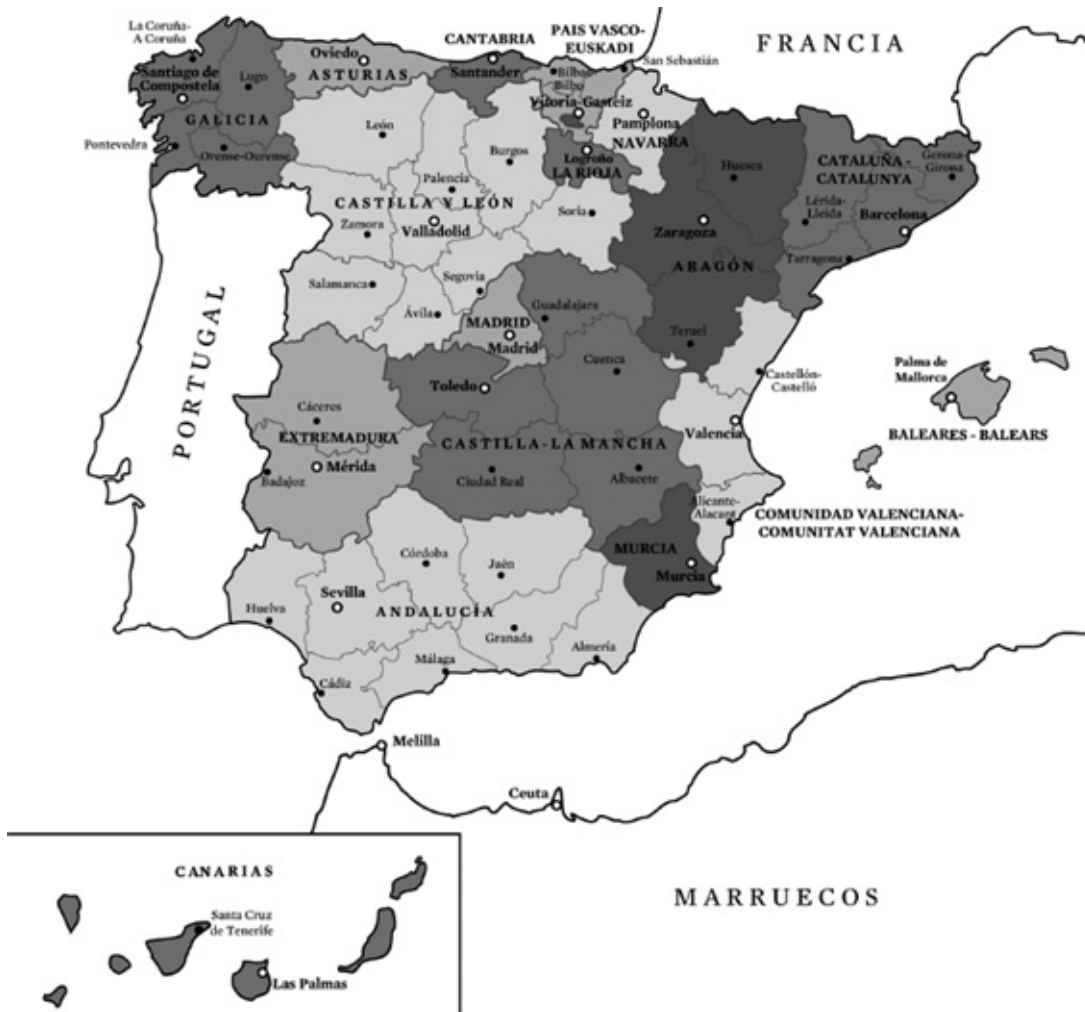 La Coruña-
A Coruña
Oviedo
ASTURIAS
CANTABRIA
Santander
PAIS VASCO-
EUSKADI
Bilbao
Bilbo
San Sebastián
FRANCIA
Santiago de
Compostela
Lugo
GALICIA
Pontevedra
Orense-Ourense
Vitoria-Gasteiz
Pamplona
NAVARRA
León
Burgos
Logroño
LA RIOJA
Huesca
CATALUÑA -
CATALUNYA
Gerona-
Girona
Palencia
CASTILLA Y LEÓN
Valladolid
Zamora
Soria
Zaragoza
ARAGÓN
Lérida-
Lleida
Barcelona
Tarragona
Salamanca
Segovia
Ávila
MADRID
Madrid
Guadalajara
Teruel
Cuenca
Castellón-
Castelló
Palma de
Mallorca
BALEARES - BALEARS
PORTUGAL
Toledo
Cáceres
EXTREMADURA
Mérida
Badajoz
CASTILLA-LA MANCHA
Ciudad Real
Albacete
Valencia
Alicante-
Alacant
COMUNIDAD VALENCIANA-
COMUNITAT VALENCIANA
MURCIA
Murcia
Córdoba
Jaén
Sevilla
ANDALUCÍA
Huelva
Granada
Almería
Málaga
Cádiz
Melilla
Ceuta
MARRUECOS
CANARIAS
Santa Cruz
de Tenerife
Las Palmas